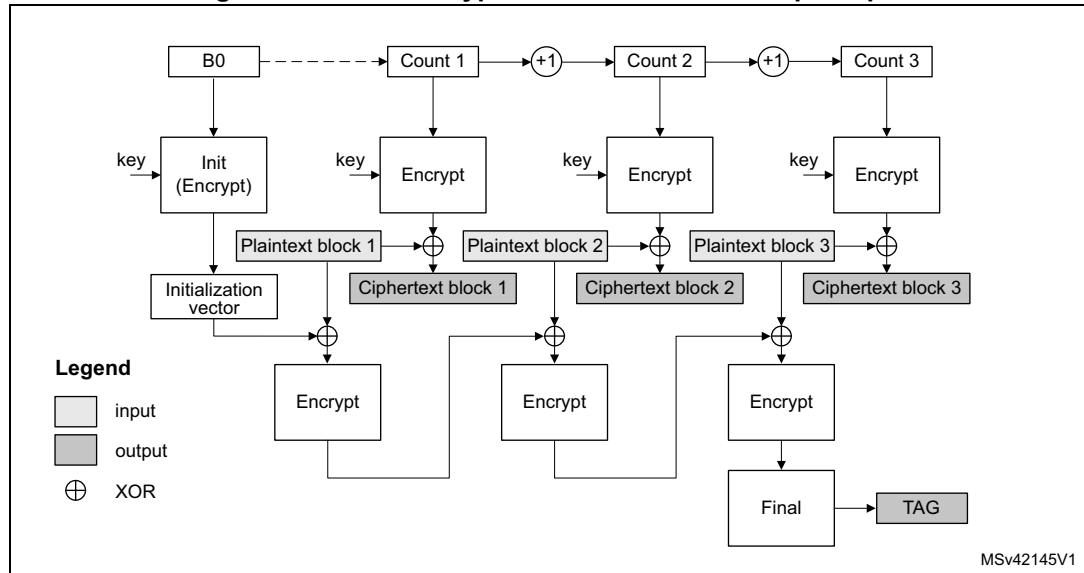 B0
Count 1
+1
Count 2
+1
Count 3
key
Init
(Encrypt)
key
Encrypt
key
Encrypt
key
Encrypt
Plaintext block 1
Plaintext block 2
Plaintext block 3
Ciphertext block 1
Ciphertext block 2
Ciphertext block 3
Initialization
vector
Legend
input
output
XOR
Encrypt
Encrypt
Encrypt
Final
TAG
MSv42145V1